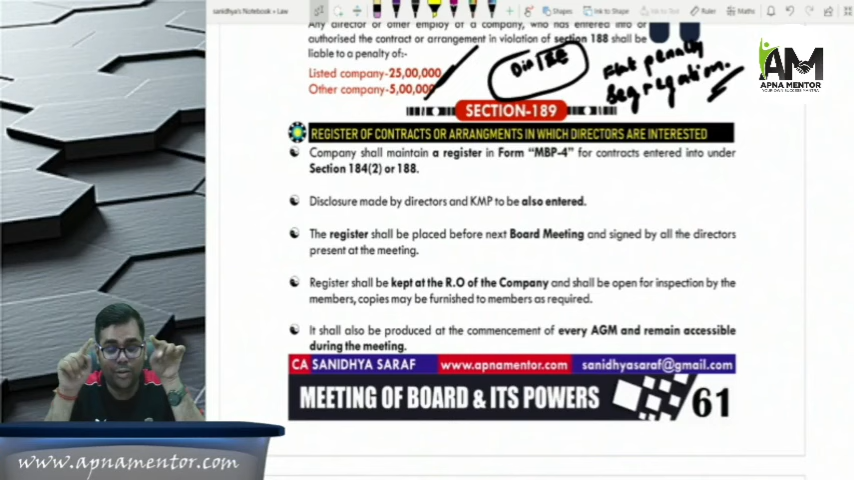 sanidhya's Notebook » Law
Shapes
Ink to Shape
Ink to Text
Ruler
Maths
Any director or other employ of a company, who has entered into or
authorised the contract or arrangement in violation of section 188 shall be
liable to a penalty of:-
Listed company-25,00,000
Other company-5,00,000
Flat penalty
Segregation.
AM
APNA MENTOR
SECTION-189
REGISTER OF CONTRACTS OR ARRANGMENTS IN WHICH DIRECTORS ARE INTERESTED
Company shall maintain a register in Form “MBP-4” for contracts entered into under
Section 184(2) or 188.
Disclosure made by directors and KMP to be also entered.
The register shall be placed before next Board Meeting and signed by all the directors
present at the meeting.
Register shall be kept at the R.O of the Company and shall be open for inspection by the
members, copies may be furnished to members as required.
It shall also be produced at the commencement of every AGM and remain accessible
during the meeting.
CA SANIDHYA SARAF
www.apnamentor.com
sanidhyasaraf@gmail.com
MEETING OF BOARD & ITS POWERS
61
www.apnamentor.com